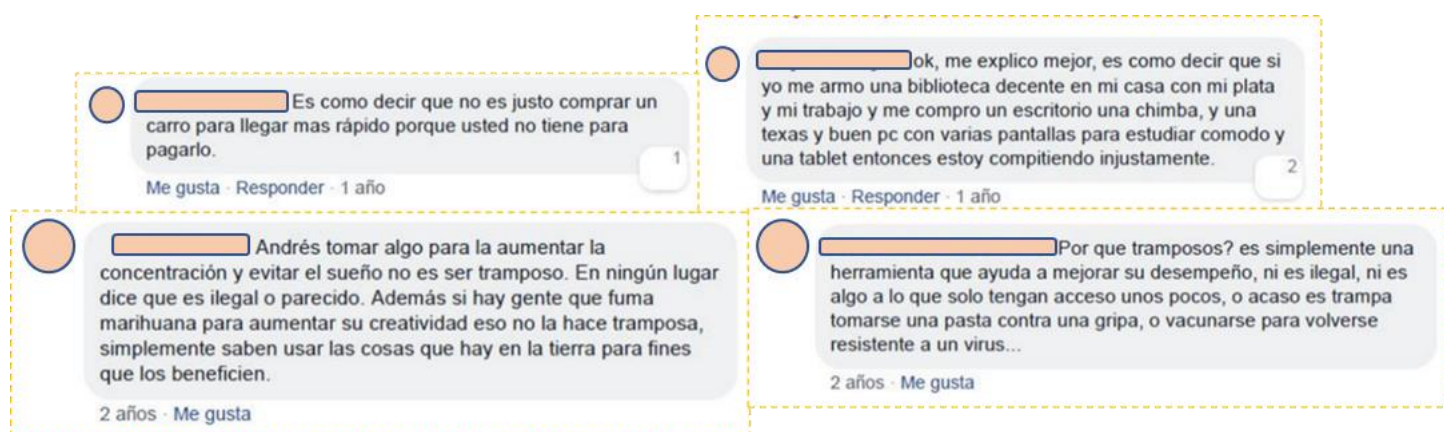 Es como decir que no es justo comprar un
carro para llegar mas rápido porque usted no tiene para
pagarlo.
1
Me gusta · Responder · 1 año
ok, me explico mejor, es como decir que si
yo me armo una biblioteca decente en mi casa con mi plata
y mi trabajo y me compro un escritorio una chimba, y una
texas y buen pc con varias pantallas para estudiar comodo y
una tablet entonces estoy compitiendo injustamente.
2
Me gusta · Responder · 1 año
Andrés tomar algo para la aumentar la
concentración y evitar el sueño no es ser tramposo. En ningún lugar
dice que es ilegal o parecido. Además si hay gente que fuma
marihuana para aumentar su creatividad eso no la hace tramposa,
simplemente saben usar las cosas que hay en la tierra para fines
que los beneficien.
2 años · Me gusta
Por que tramposos? es simplemente una
herramienta que ayuda a mejorar su desempeño, ni es ilegal, ni es
algo a lo que solo tengan acceso unos pocos, o acaso es trampa
tomarse una pasta contra una gripa, o vacunarse para volverse
resistente a un virus...
2 años · Me gusta